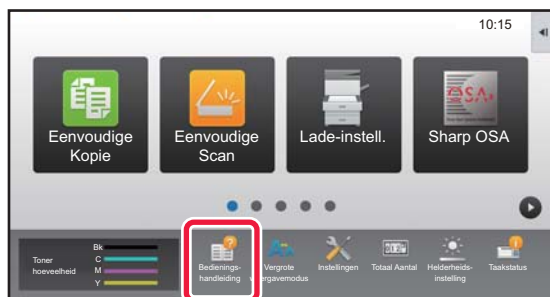 10:15
Eenvoudige
Kopie
Eenvoudige
Scan
Lade-instell.
Sharp OSA
Toner
hoeveelheid
Bk
C
M
Y
Bedienings-
handleiding
Vergrote
weergavemodus
Instellingen
Totaal Aantal
Helderheids-
instelling
Taakstatus